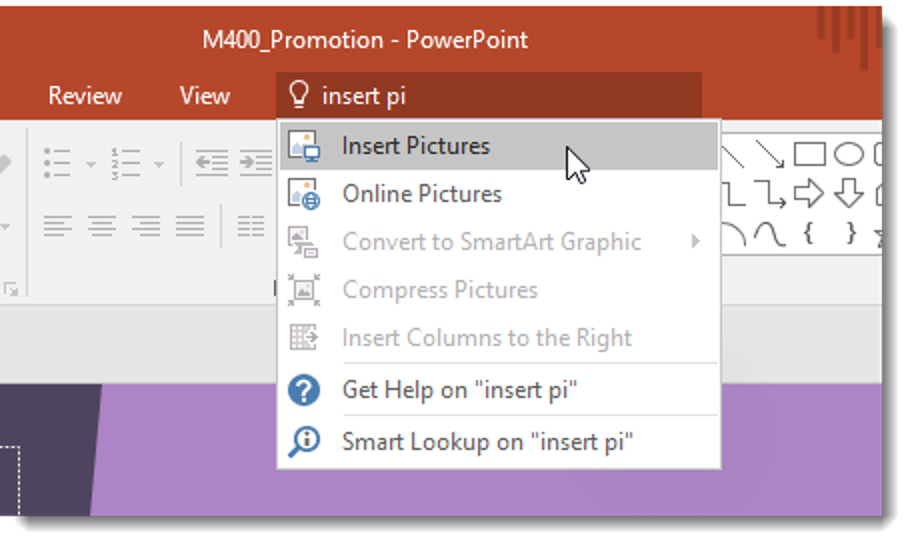 M400_Promotion - PowerPoint
Review View insert pi
Insert Pictures
Online Pictures
Convert to SmartArt Graphic
Compress Pictures
Insert Columns to the Right
Get Help on "insert pi"
Smart Lookup on "insert pi"